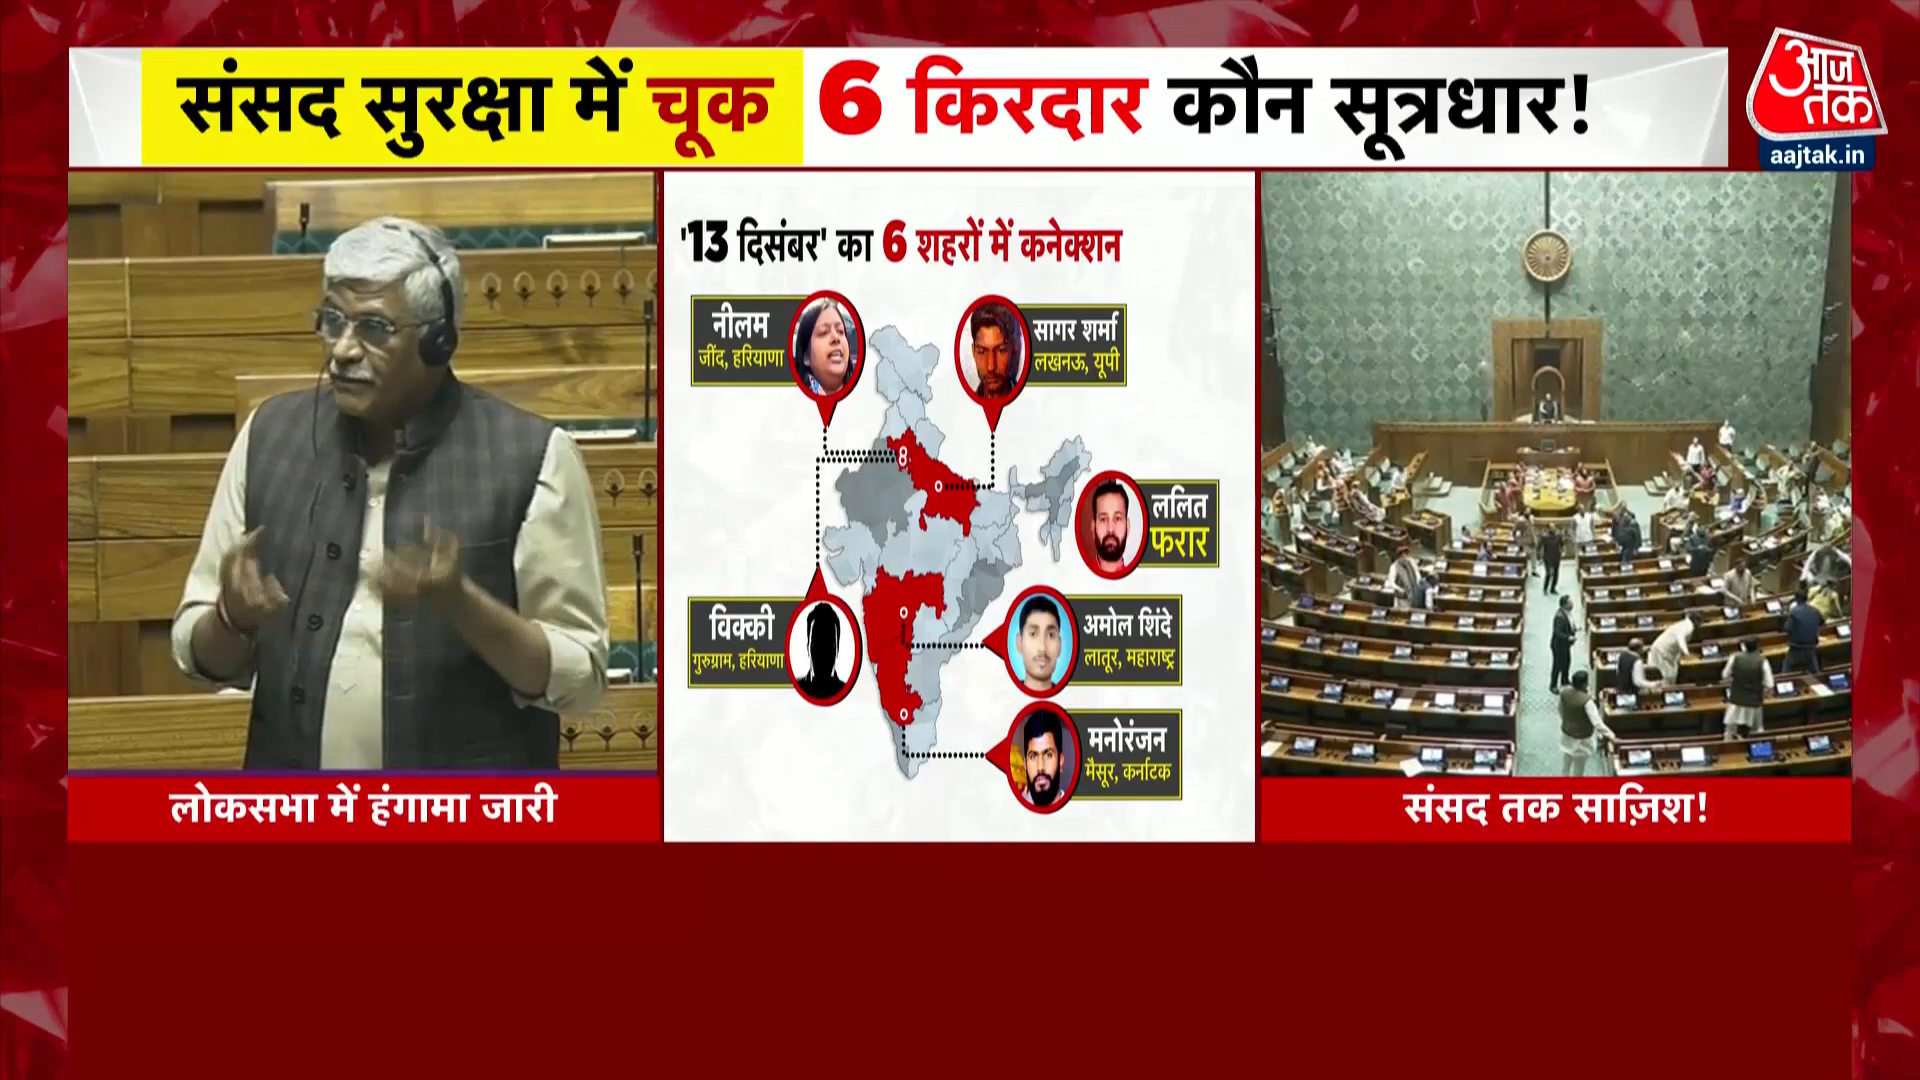 संसद सुरक्षा में चूक 6 किरदार कौन सूत्रधार!
आज
तक
aajtak.in
'13 दिसंबर' का 6 शहरों में कनेक्शन
नीलम
जींद, हरियाणा
सागर शर्मा
लखनऊ, यूपी
ललित
फरार
विक्की
गुरुग्राम, हरियाणा
अमोल शिंदे
लातूर, महाराष्ट्र
मनोरंजन
मैसूर, कर्नाटक
लोकसभा में हंगामा जारी
संसद तक साज़िश!